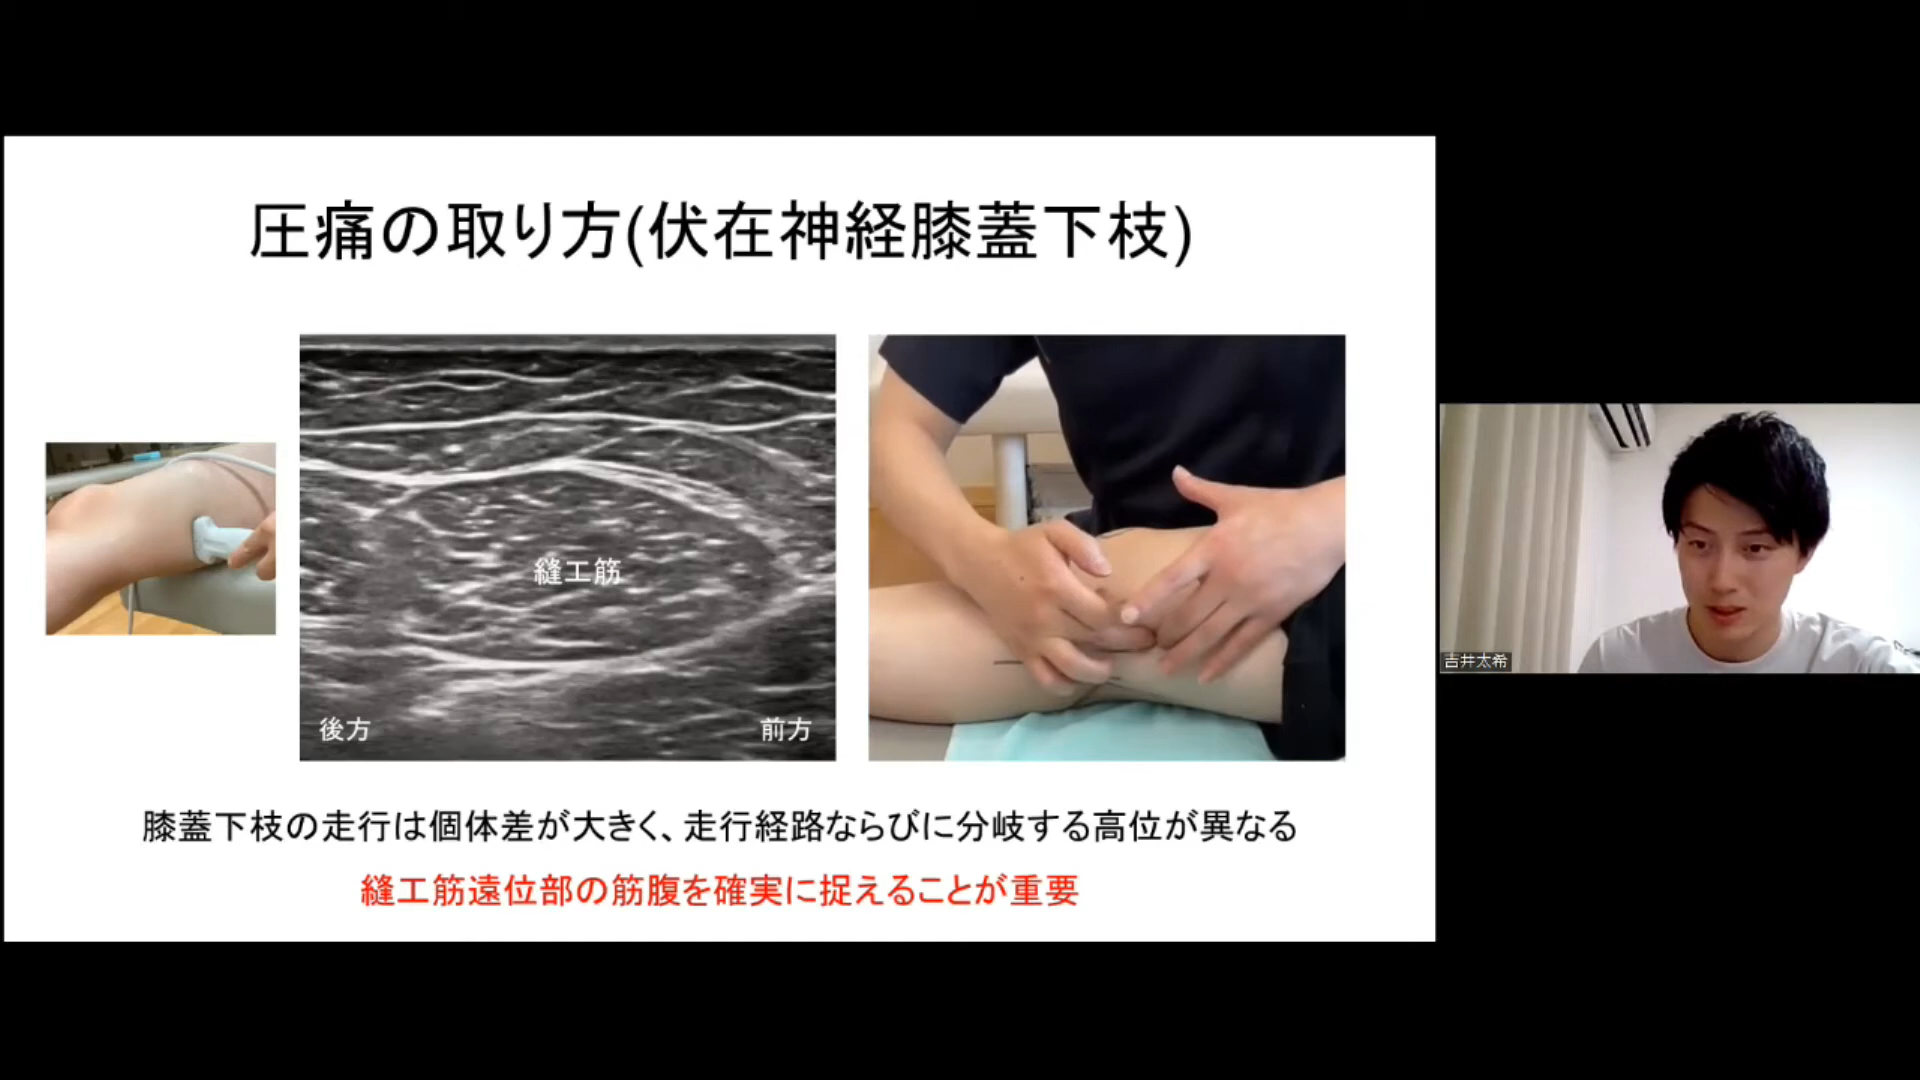 圧痛の取り方(伏在神経膝蓋下枝)
縫工筋
後方
前方
膝蓋下枝の走行は個体差が大きく、走行経路ならびに分岐する高位が異なる
縫工筋遠位部の筋腹を確実に捉えることが重要
吉井太希